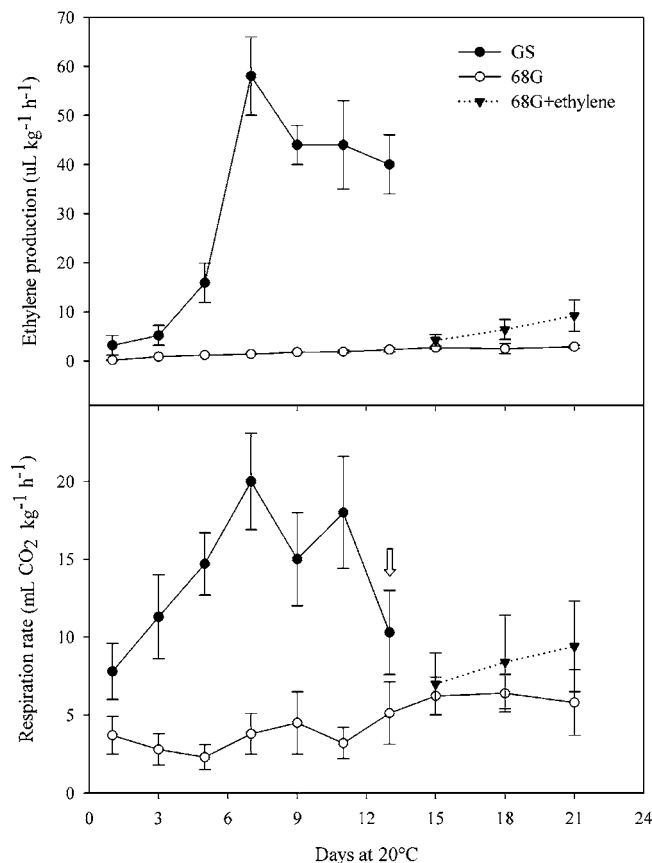 70
60
50
40
30
20
10
0
Ethylene production (uL kg⁻¹ h⁻¹)
GS
68G
68G+ethylene
20
15
10
5
0
Respiration rate (mL CO₂ kg⁻¹ h⁻¹)
0 3 6 9 12 15 18 21 24
Days at 20°C